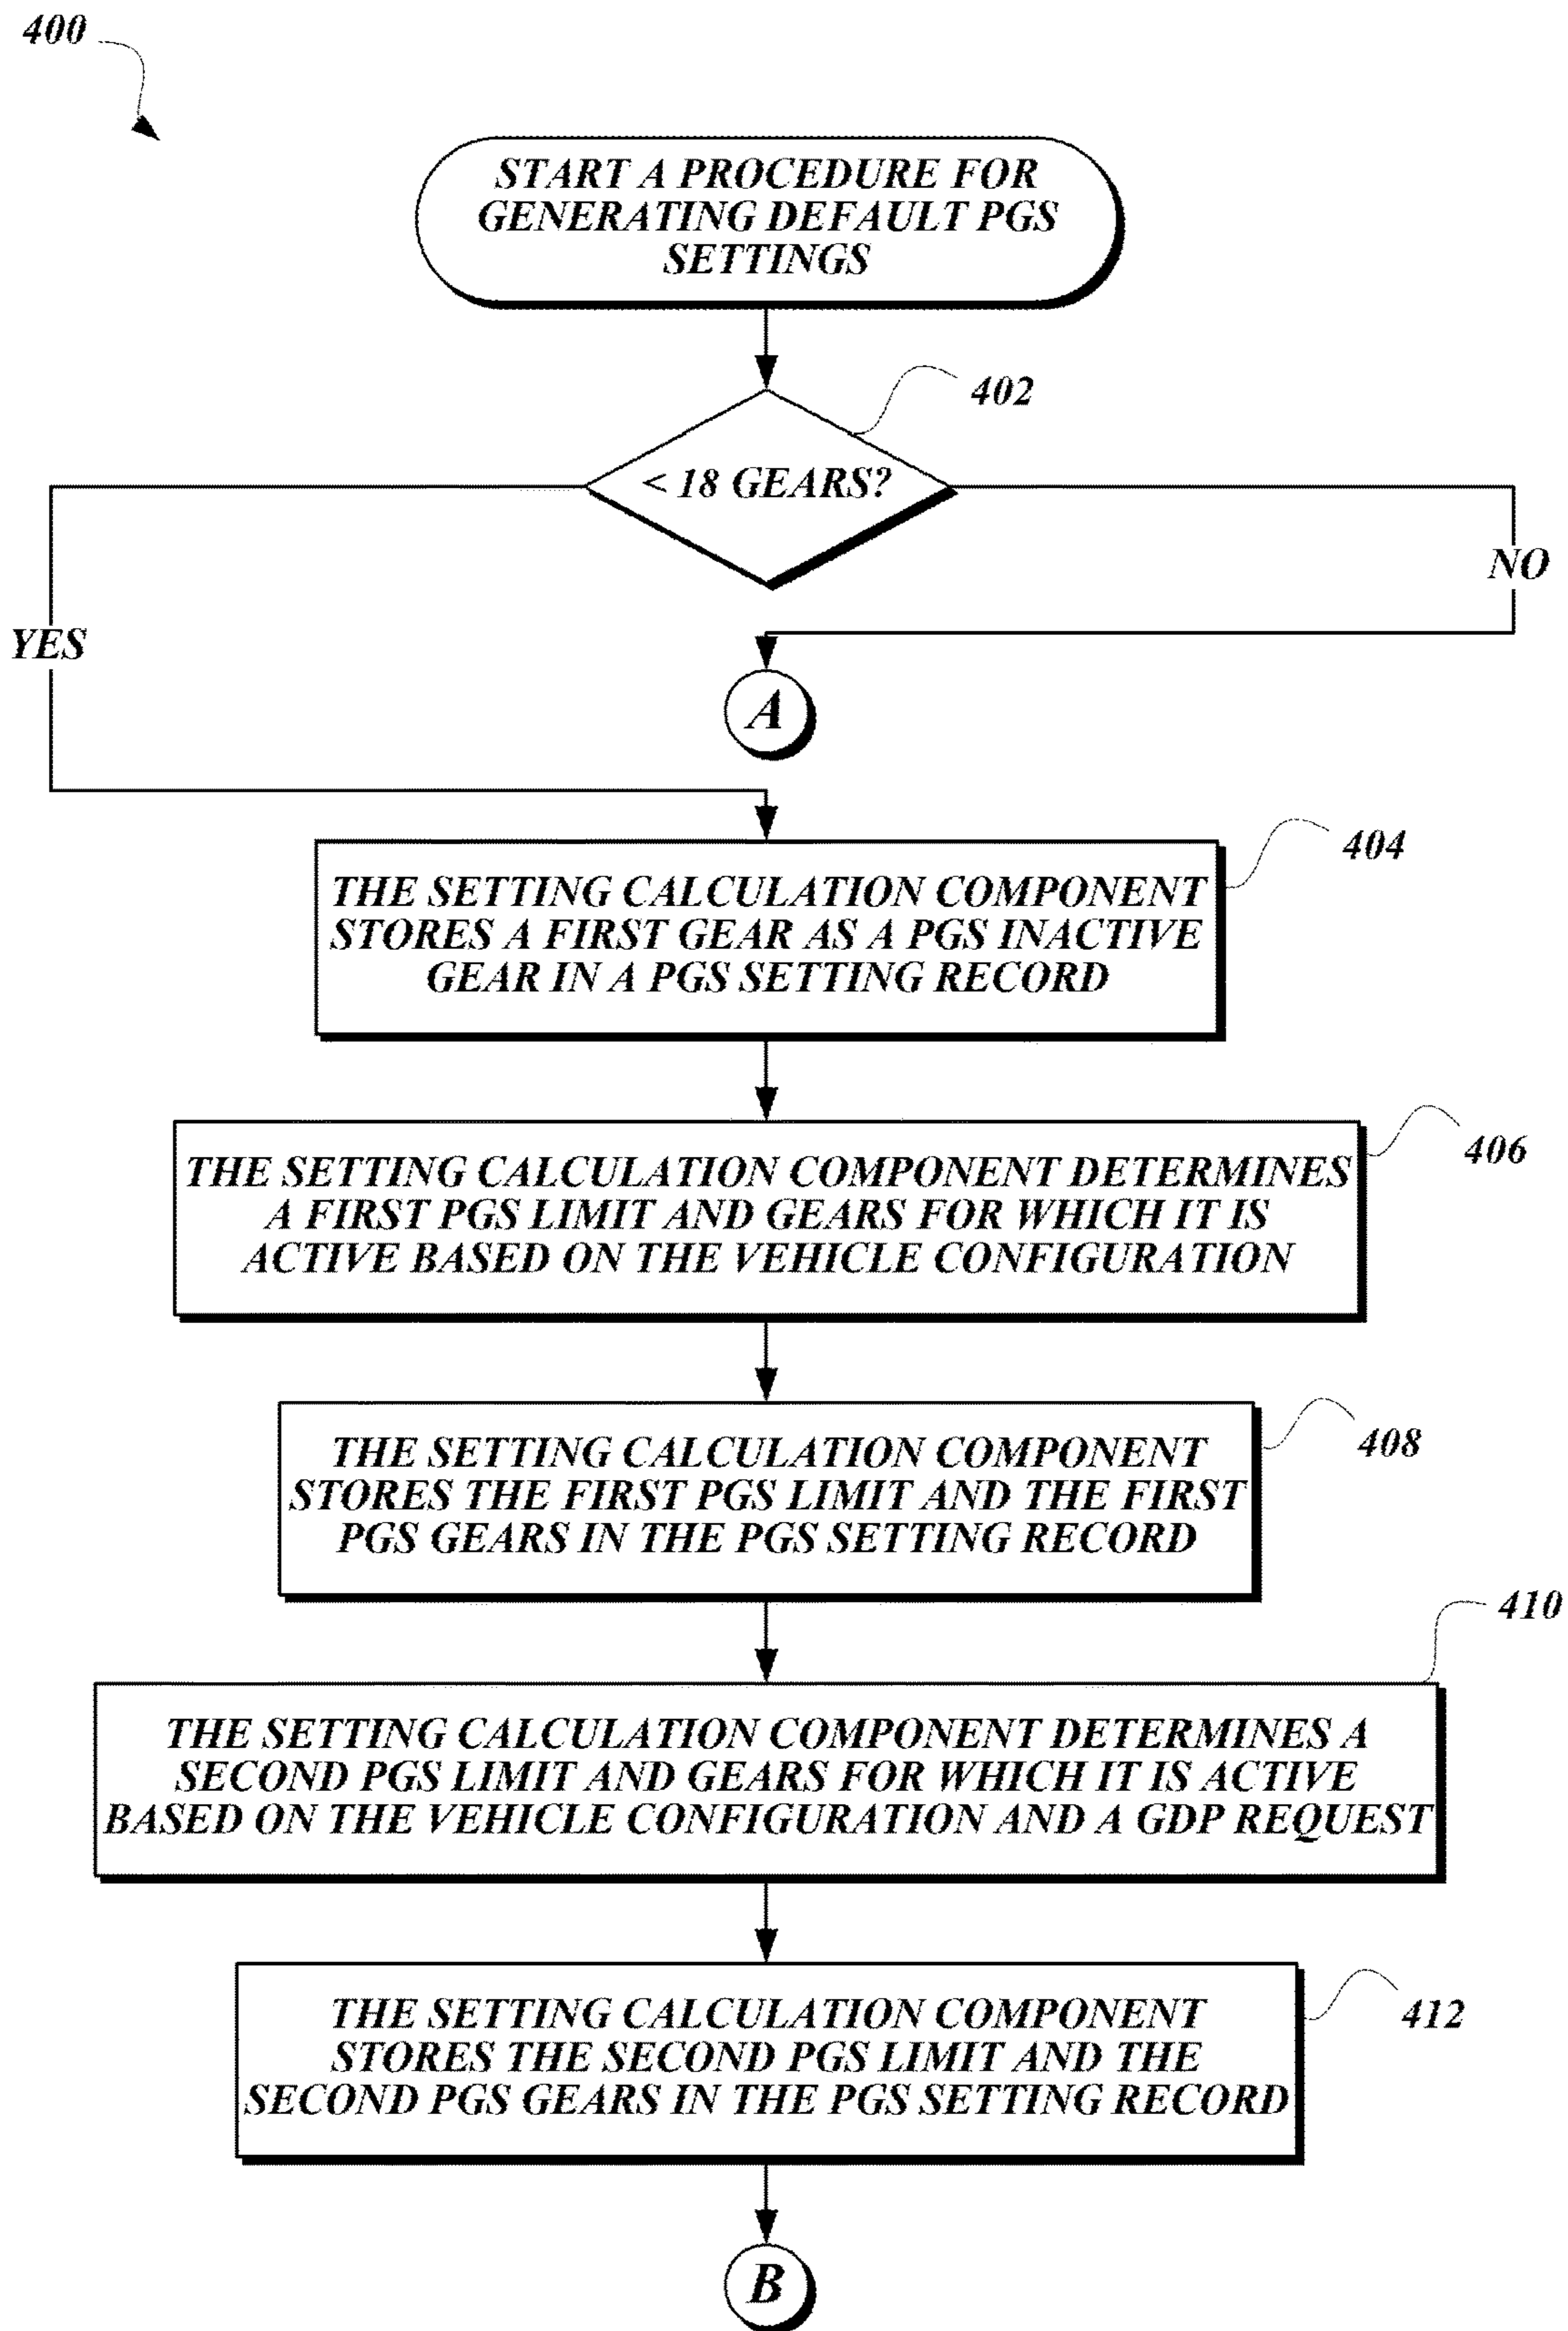 400
START A PROCEDURE FOR
GENERATING DEFAULT PGS
SETTINGS
402
< 18 GEARS?
NO
YES
A
404
THE SETTING CALCULATION COMPONENT
STORES A FIRST GEAR AS A PGS INACTIVE
GEAR IN A PGS SETTING RECORD
406
THE SETTING CALCULATION COMPONENT DETERMINES
A FIRST PGS LIMIT AND GEARS FOR WHICH IT IS
ACTIVE BASED ON THE VEHICLE CONFIGURATION
408
THE SETTING CALCULATION COMPONENT
STORES THE FIRST PGS LIMIT AND THE FIRST
PGS GEARS IN THE PGS SETTING RECORD
410
THE SETTING CALCULATION COMPONENT DETERMINES A
SECOND PGS LIMIT AND GEARS FOR WHICH IT IS ACTIVE
BASED ON THE VEHICLE CONFIGURATION AND A GDP REQUEST
412
THE SETTING CALCULATION COMPONENT
STORES THE SECOND PGS LIMIT AND THE
SECOND PGS GEARS IN THE PGS SETTING RECORD
B